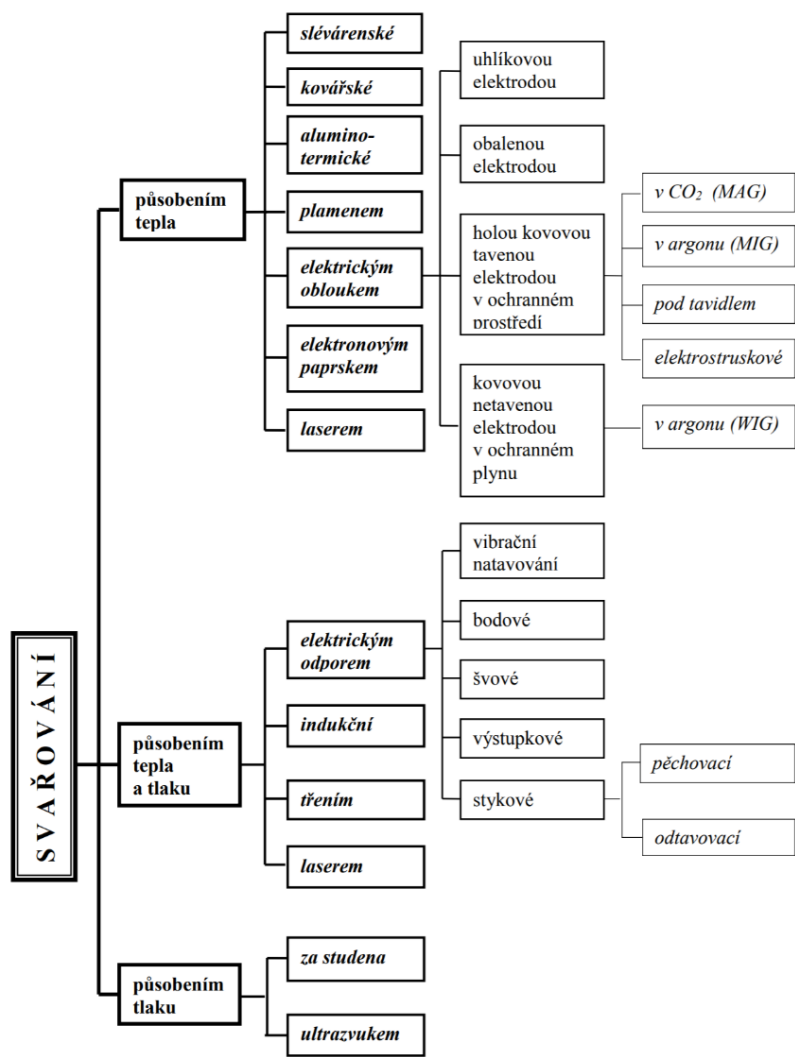 SVAŘOVÁNÍ
působením
tepla
slévárenské
kovářské
alumino-
termické
plamenem
elektrickým
obloukem
uhlíkovou
elektrodou
obalenou
elektrodou
holou kovovou
tavenou
elektrodou
v ochranném
prostředí
v CO₂ (MAG)
v argonu (MIG)
pod tavidlem
elektrostruskové
kovovou
netavenou
elektrodou
v ochranném
plynu
v argonu (WIG)
elektronovým
paprskem
laserem
působením
tepla
a tlaku
elektrickým
odporem
vibrační
natavování
bodové
švové
výstupkové
stykové
pěchovací
odtavovací
indukční
třením
laserem
působením
tlaku
za studena
ultrazvukem